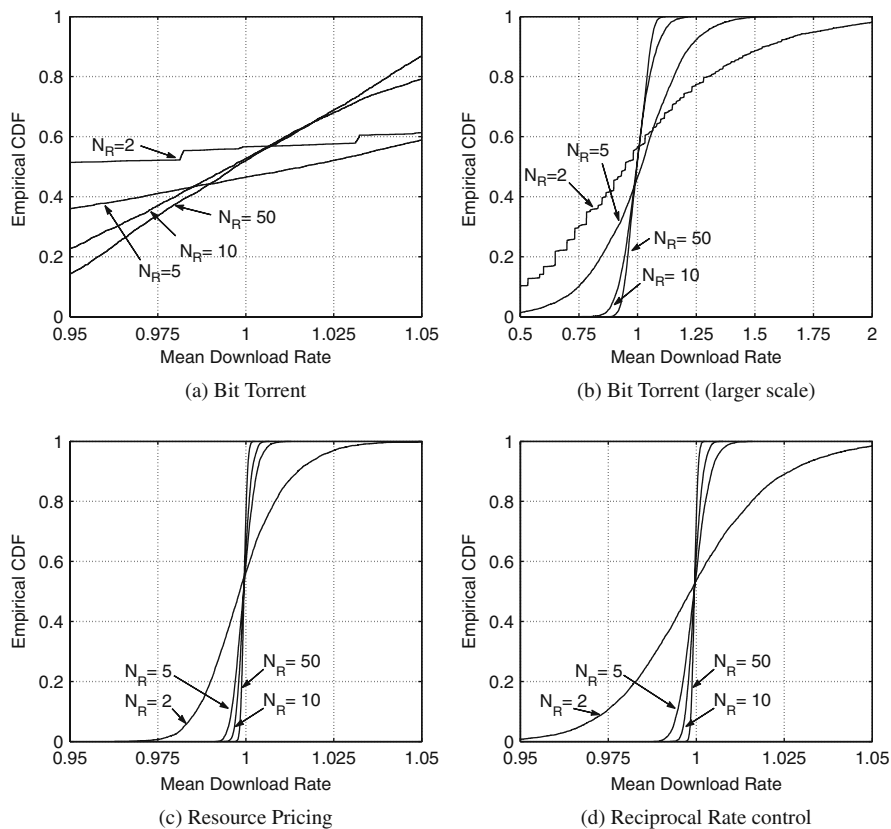 1
0.8
0.6
0.4
0.2
0
Empirical CDF
N_R=2
N_R= 50
N_R= 10
N_R=5
0.95 0.975 1 1.025 1.05
Mean Download Rate
(a) Bit Torrent
1
0.8
0.6
0.4
0.2
0
Empirical CDF
N_R=5
N_R=2
N_R= 50
N_R= 10
0.5 0.75 1 1.25 1.5 1.75 2
Mean Download Rate
(b) Bit Torrent (larger scale)
1
0.8
0.6
0.4
0.2
0
Empirical CDF
N_R= 5
N_R= 50
N_R= 2
N_R= 10
0.95 0.975 1 1.025 1.05
Mean Download Rate
(c) Resource Pricing
1
0.8
0.6
0.4
0.2
0
Empirical CDF
N_R= 5
N_R= 50
N_R= 2
N_R= 10
0.95 0.975 1 1.025 1.05
Mean Download Rate
(d) Reciprocal Rate control